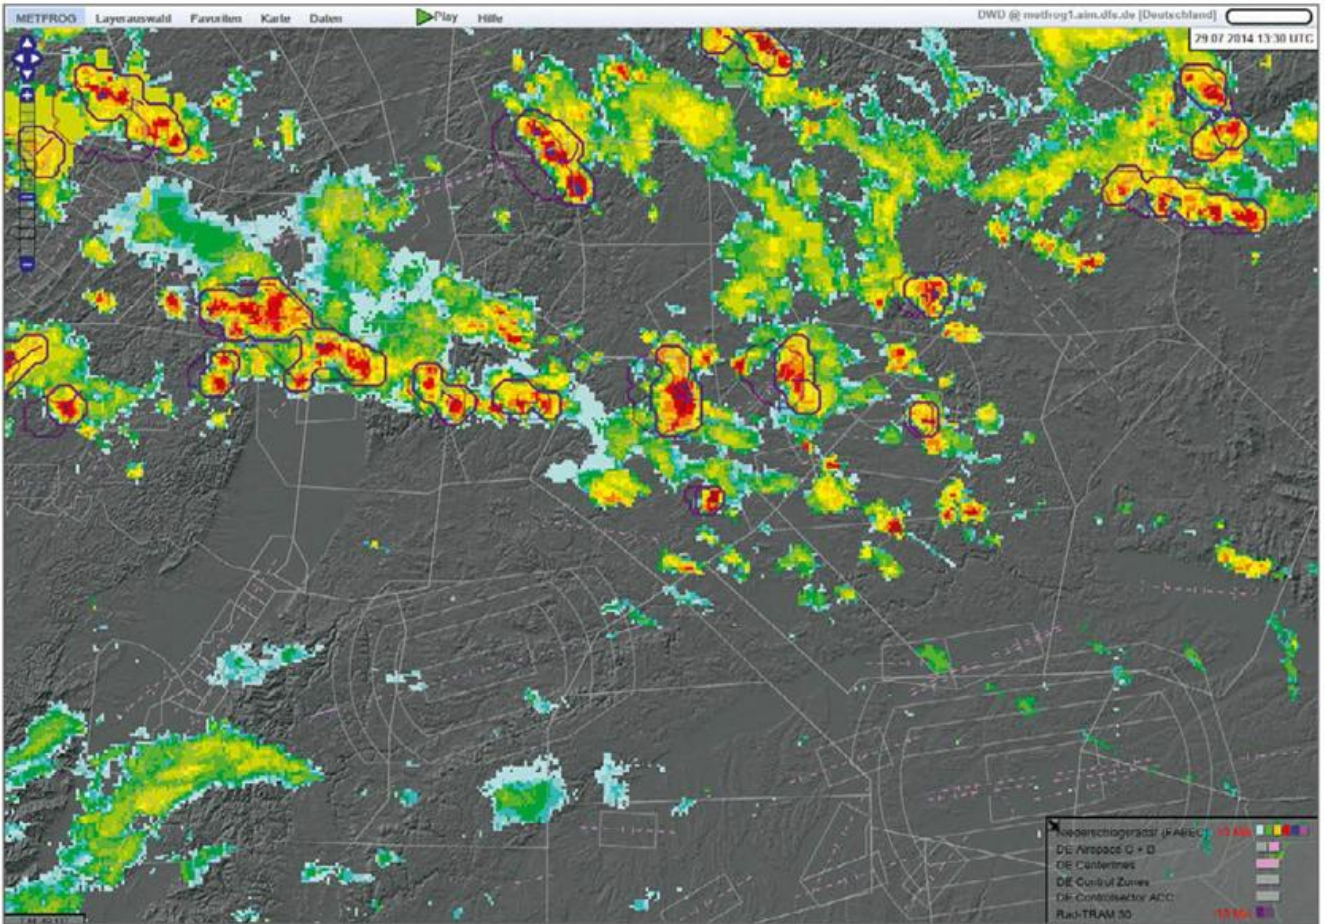 METFROG Layerauswahl Favoriten Karte Daten Play Hilfe DWD @ metfrog1.aim.dfs.de [Deutschland]
29.07.2014 13:30 UTC
Niederschlagsradar
DE Airspace C + D
DE Centerlines
DE Control Zones
DE Controlsector ACC
Rad-TRAM 30